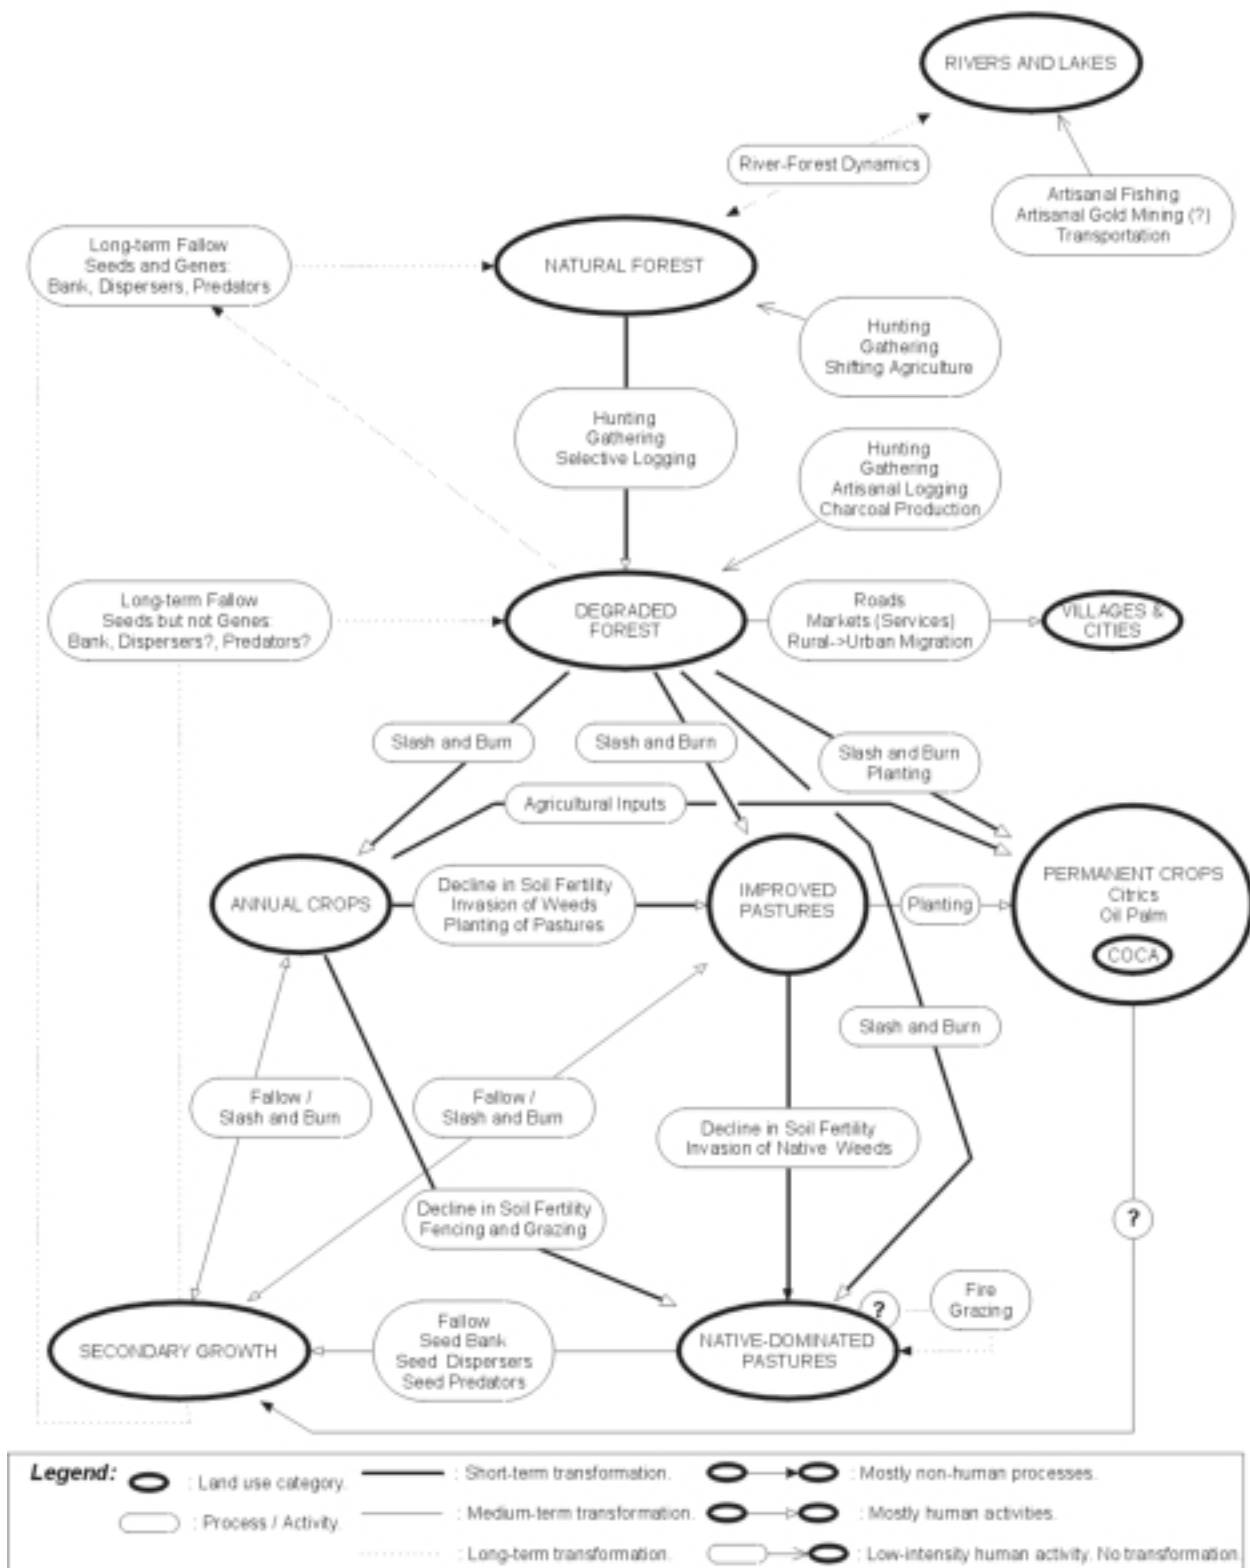 RIVERS AND LAKES
River-Forest Dynamics
Artisanal Fishing
Artisanal Gold Mining (?)
Transportation
Long-term Fallow
Seeds and Genes:
Bank, Dispersers, Predators
NATURAL FOREST
Hunting
Gathering
Shifting Agriculture
Hunting
Gathering
Selective Logging
Hunting
Gathering
Artisanal Logging
Charcoal Production
Long-term Fallow
Seeds but not Genes:
Bank, Dispersers?, Predators?
DEGRADED
FOREST
Roads
Markets (Services)
Rural->Urban Migration
VILLAGES &
CITIES
Slash and Burn
Slash and Burn
Slash and Burn
Planting
Agricultural Inputs
ANNUAL CROPS
Decline in Soil Fertility
Invasion of Weeds
Planting of Pastures
IMPROVED
PASTURES
Planting
PERMANENT CROPS
Citrics
Oil Palm
COCA
Slash and Burn
Fallow /
Slash and Burn
Fallow /
Slash and Burn
Decline in Soil Fertility
Invasion of Native Weeds
Decline in Soil Fertility
Fencing and Grazing
?
Fire
Grazing
?
SECONDARY GROWTH
Fallow
Seed Bank
Seed Dispersers
Seed Predators
NATIVE-DOMINATED
PASTURES
Legend:
: Land use category.
: Short-term transformation.
: Mostly non-human processes.
: Process / Activity.
: Medium-term transformation.
: Mostly human activities.
: Long-term transformation.
: Low-intensity human activity. No transformation